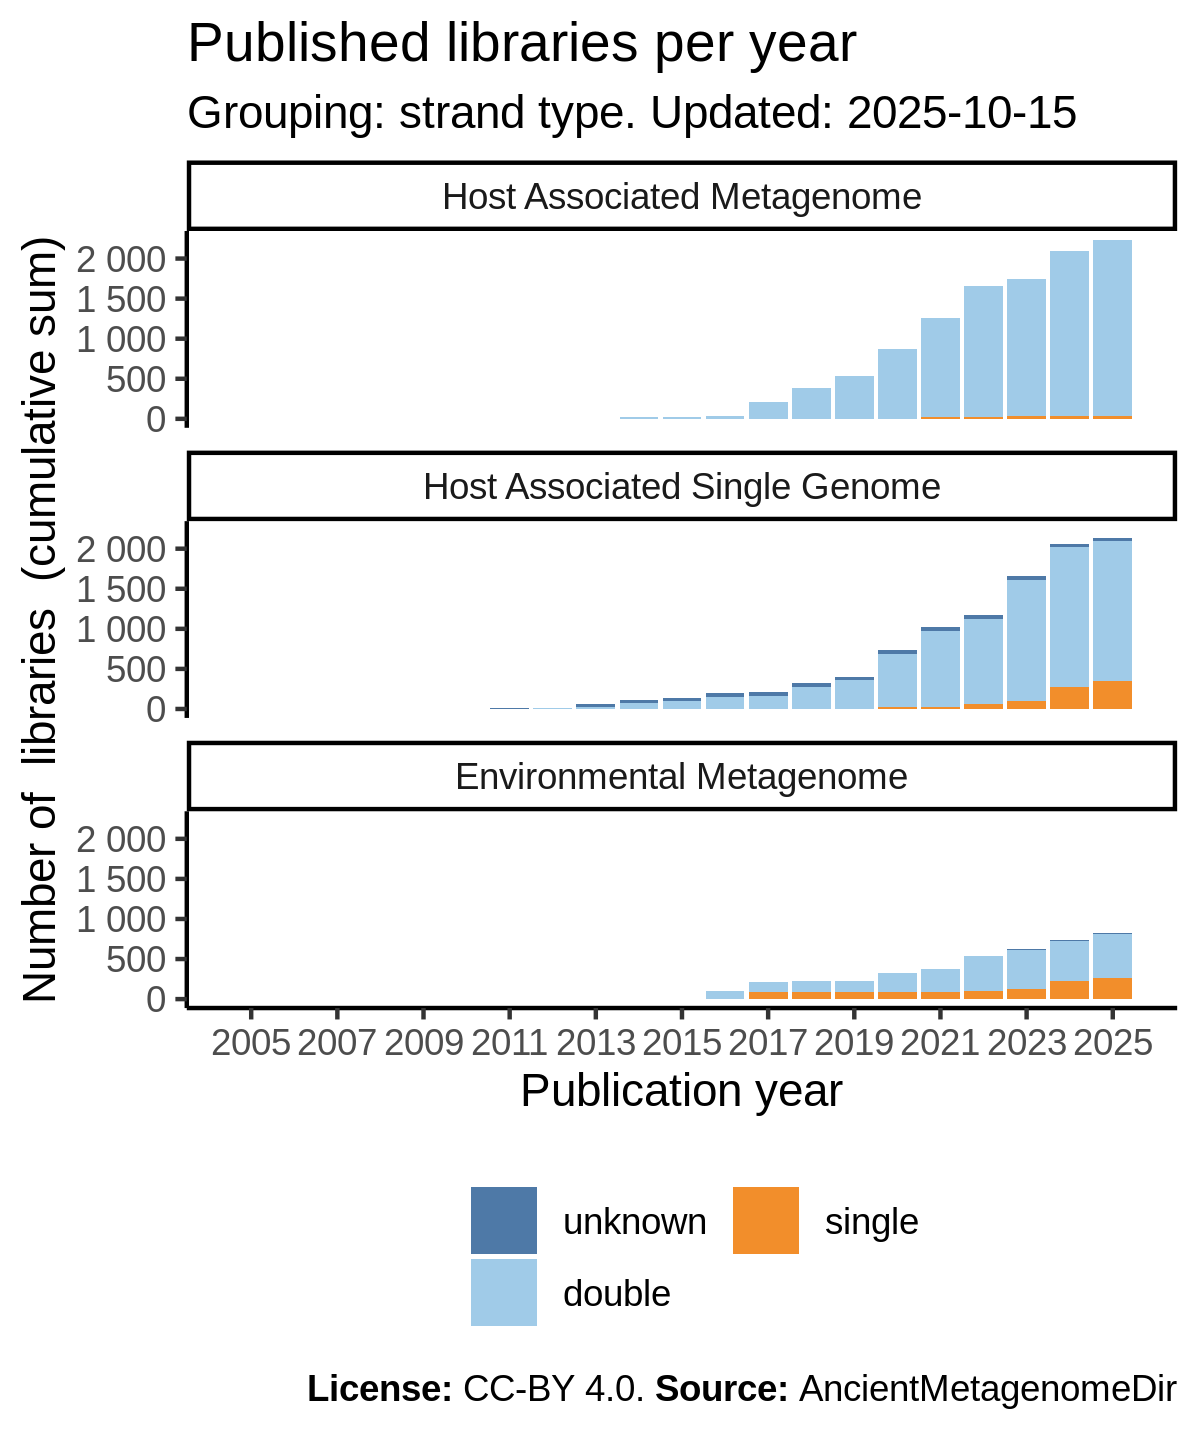 Published libraries per year
Grouping: strand type. Updated: 2025-10-15
Number of libraries (cumulative sum)
Host Associated Metagenome
2 000
1 500
1 000
500
0
Host Associated Single Genome
2 000
1 500
1 000
500
0
Environmental Metagenome
2 000
1 500
1 000
500
0
2005 2007 2009 2011 2013 2015 2017 2019 2021 2023 2025
Publication year
unknown single
double
License: CC-BY 4.0. Source: AncientMetagenomeDir